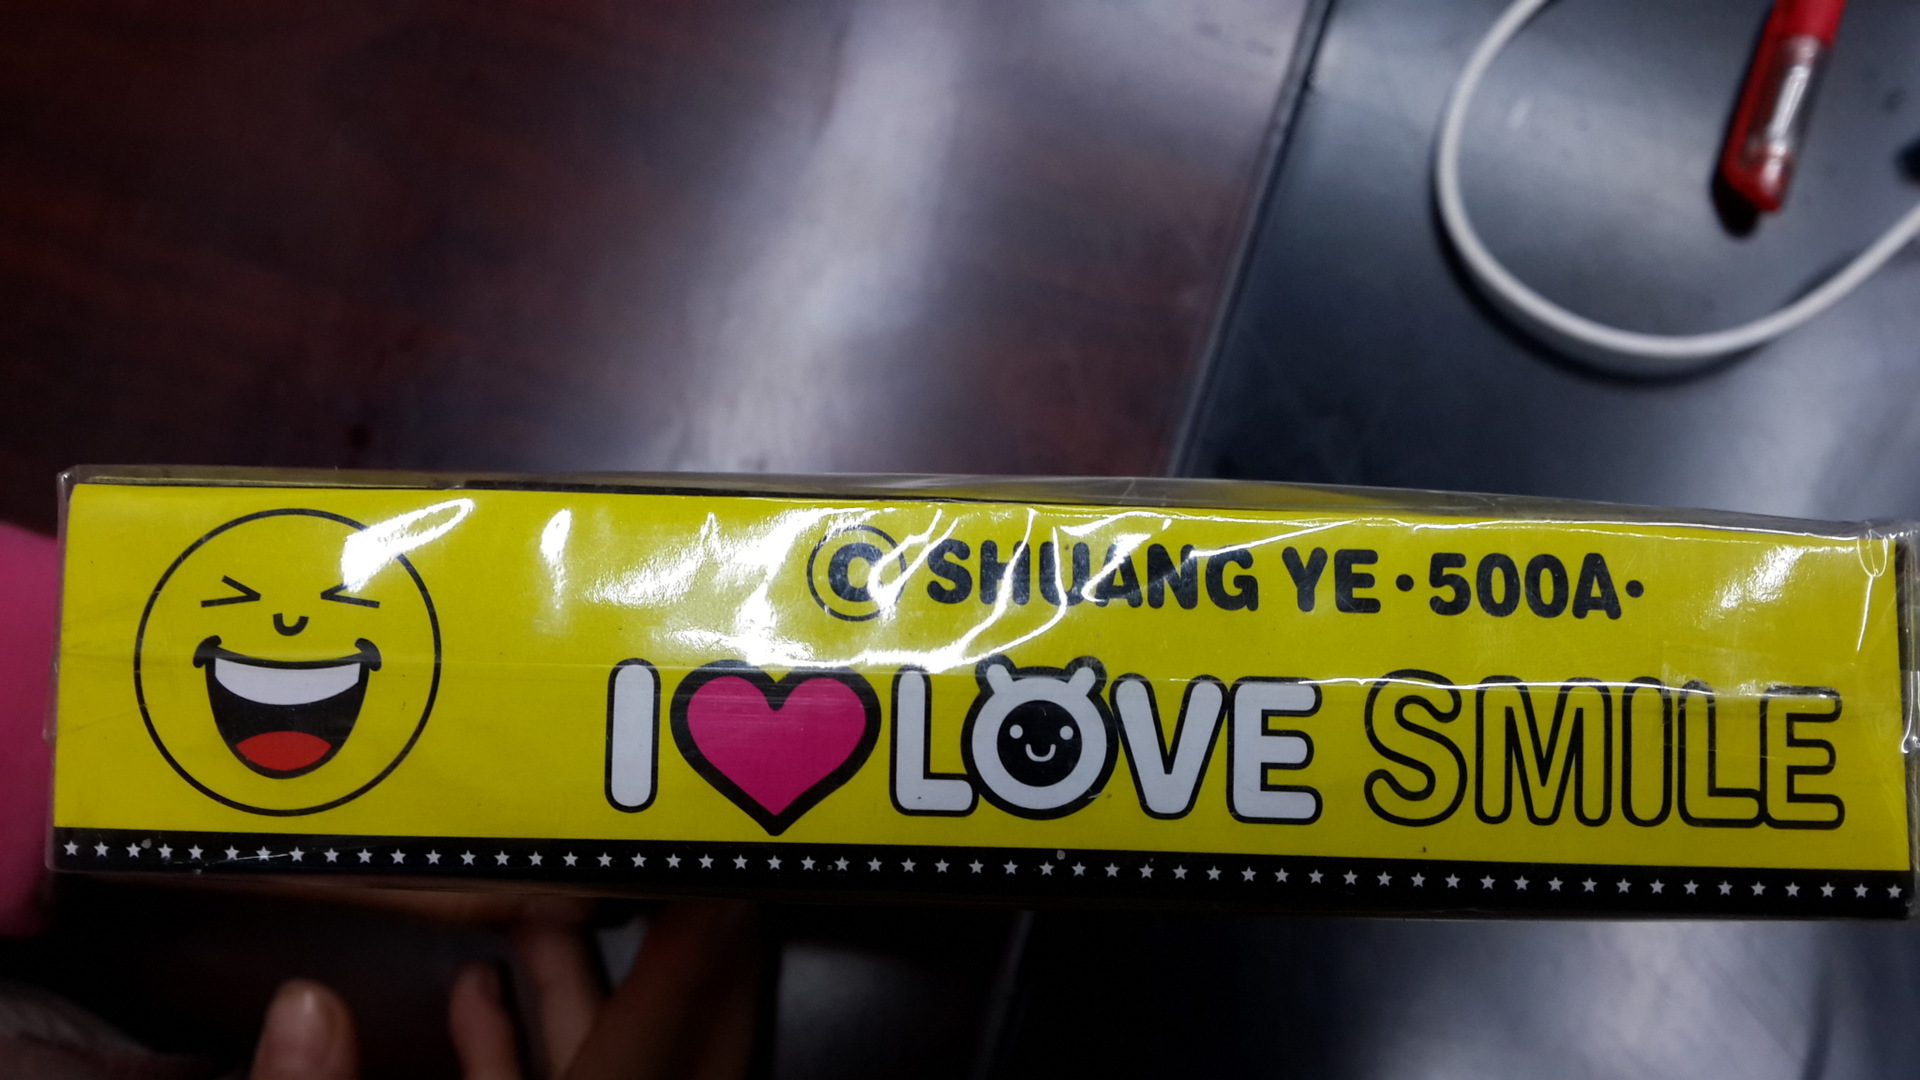 © SHUANG YE·500A·
I ♥ LOVE SMILE